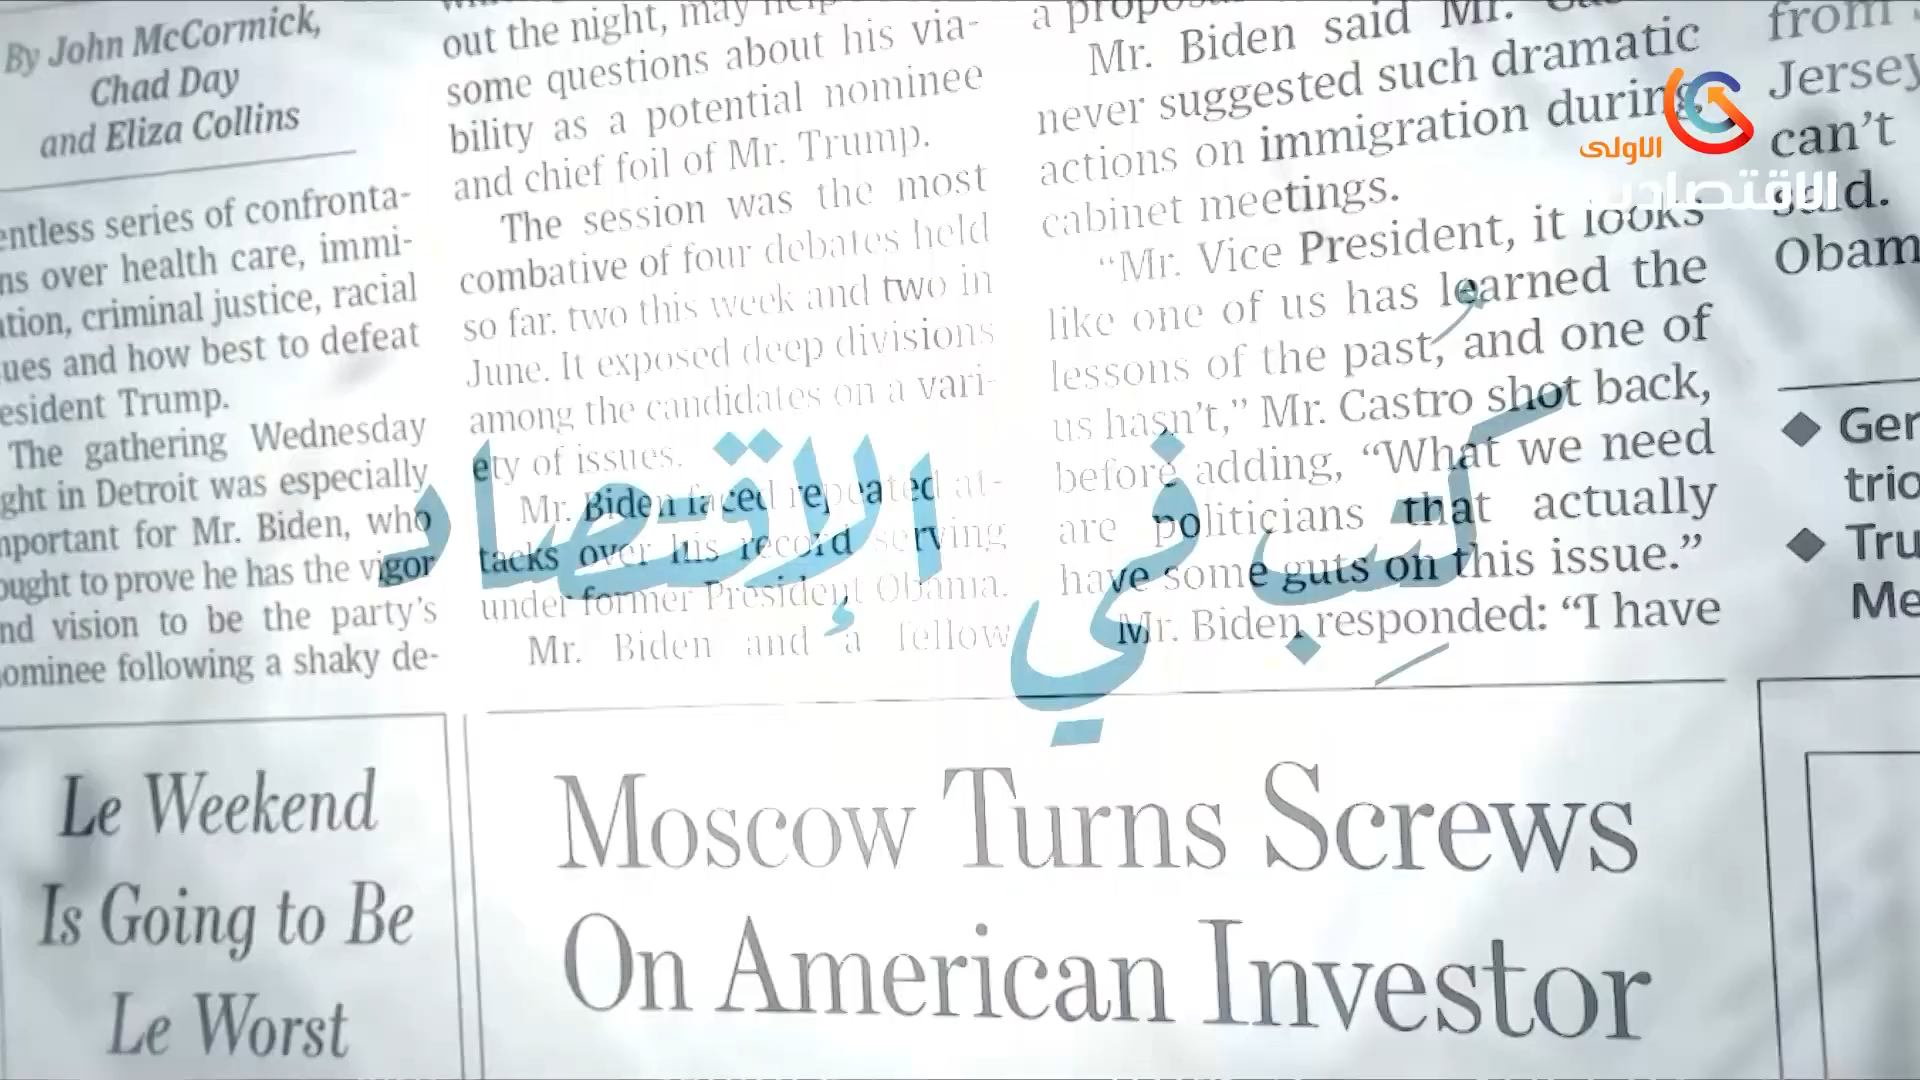 By John McCormick,
Chad Day
and Eliza Collins
entless series of confronta-
ns over health care, immi-
ation, criminal justice, racial
ues and how best to defeat
esident Trump.
The gathering Wednesday
ght in Detroit was especially
mportant for Mr. Biden, who
ought to prove he has the vigor
nd vision to be the party's
ominee following a shaky de-
out the night, may help
some questions about his via-
bility as a potential nominee
and chief foil of Mr. Trump.
The session was the most
combative of four debates held
so far. two this week and two in
June. It exposed deep divisions
among the candidates on a vari-
ety of issues.
Mr. Biden faced repeated at-
tacks over his record serving
under former President Obama.
Mr. Biden and a fellow
Mr. Biden said Mr.
never suggested such dramatic
actions on immigration during
cabinet meetings.
“Mr. Vice President, it looks
like one of us has learned the
lessons of the past, and one of
us hasn't,” Mr. Castro shot back,
before adding, “What we need
are politicians that actually
have some guts on this issue.”
Mr. Biden responded: “I have
from
Jersey
can't
said.
Obam
◆ Ger
◆ Tru
Me
Le Weekend
Is Going to Be
Le Worst
Moscow Turns Screws
On American Investor
كُتِب في الإقتصاد
الاولى
الاقتصادية